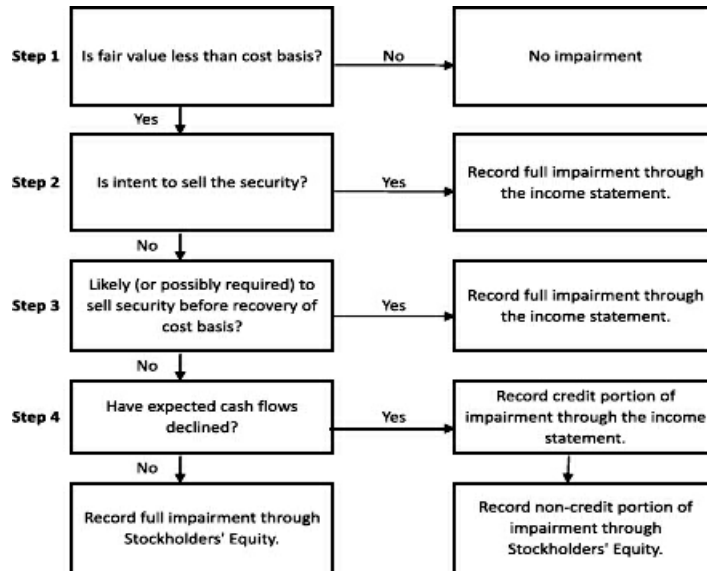 Step 1
Is fair value less than cost basis?
No
No impairment
Yes
Step 2
Is intent to sell the security?
Yes
Record full impairment through
the income statement.
No
Step 3
Likely (or possibly required) to
sell security before recovery of
cost basis?
Yes
Record full impairment through
the income statement.
No
Step 4
Have expected cash flows
declined?
Yes
Record credit portion of
impairment through the income
statement.
No
Record full impairment through
Stockholders' Equity.
Record non-credit portion of
impairment through
Stockholders' Equity.